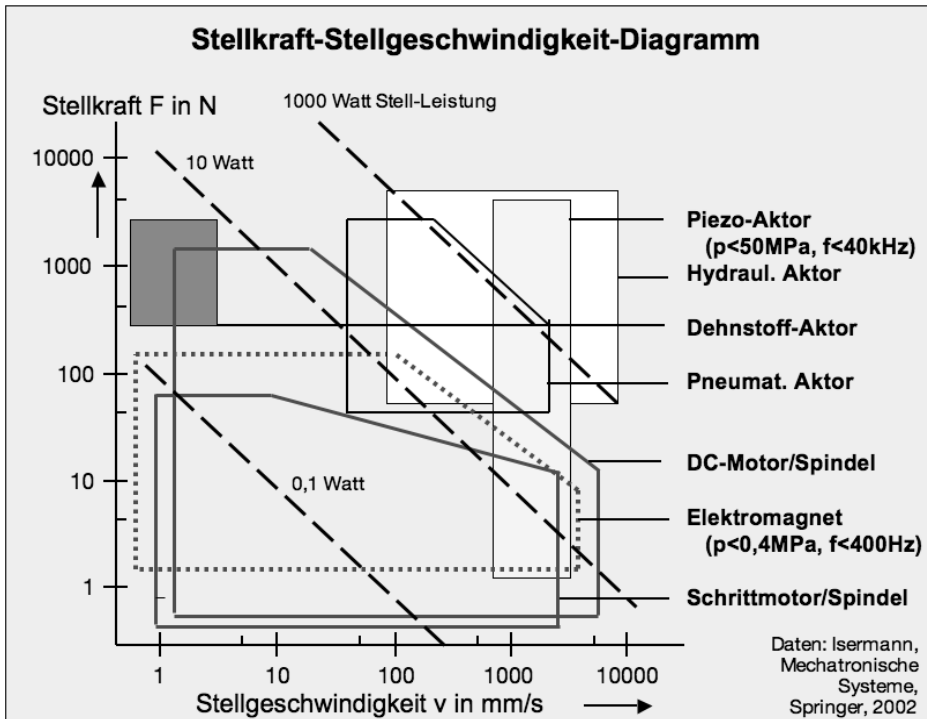 Stellkraft-Stellgeschwindigkeit-Diagramm
Stellkraft F in N
1000 Watt Stell-Leistung
10000
10 Watt
Piezo-Aktor
(p<50MPa, f<40kHz)
1000
Hydraul. Aktor
Dehnstoff-Aktor
100
Pneumat. Aktor
DC-Motor/Spindel
10
0,1 Watt
Elektromagnet
(p<0,4MPa, f<400Hz)
1
Schrittmotor/Spindel
1
10
100
1000
10000
Stellgeschwindigkeit v in mm/s
Daten: Isermann,
Mechatronische
Systeme,
Springer, 2002